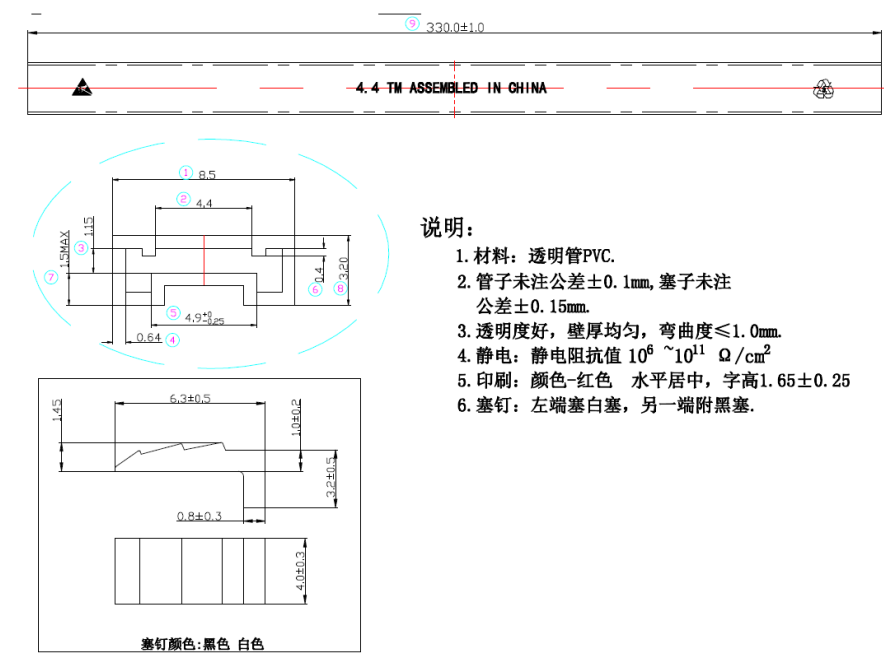 ⑨ 330.0±1.0
4.4 TM ASSEMBLED IN CHINA
① 8.5
② 4.4
1.15
1.5MAX
③
⑦
0.4
⑥
3.20
⑧
⑤ 4.9±0 -0.25
0.64 ④
说明:
1.材料: 透明管PVC.
2.管子未注公差±0.1mm,塞子未注
公差±0.15mm.
3.透明度好, 壁厚均匀, 弯曲度≤1.0mm.
4.静电: 静电阻抗值 10⁶ ~10¹¹ Ω/cm²
5.印刷: 颜色-红色 水平居中, 字高1.65±0.25
6.塞钉: 左端塞白塞, 另一端附黑塞.
6.3±0.5
1.45
1.0±0.2
3.2±0.5
0.8±0.3
4.0±0.3
塞钉颜色:黑色 白色